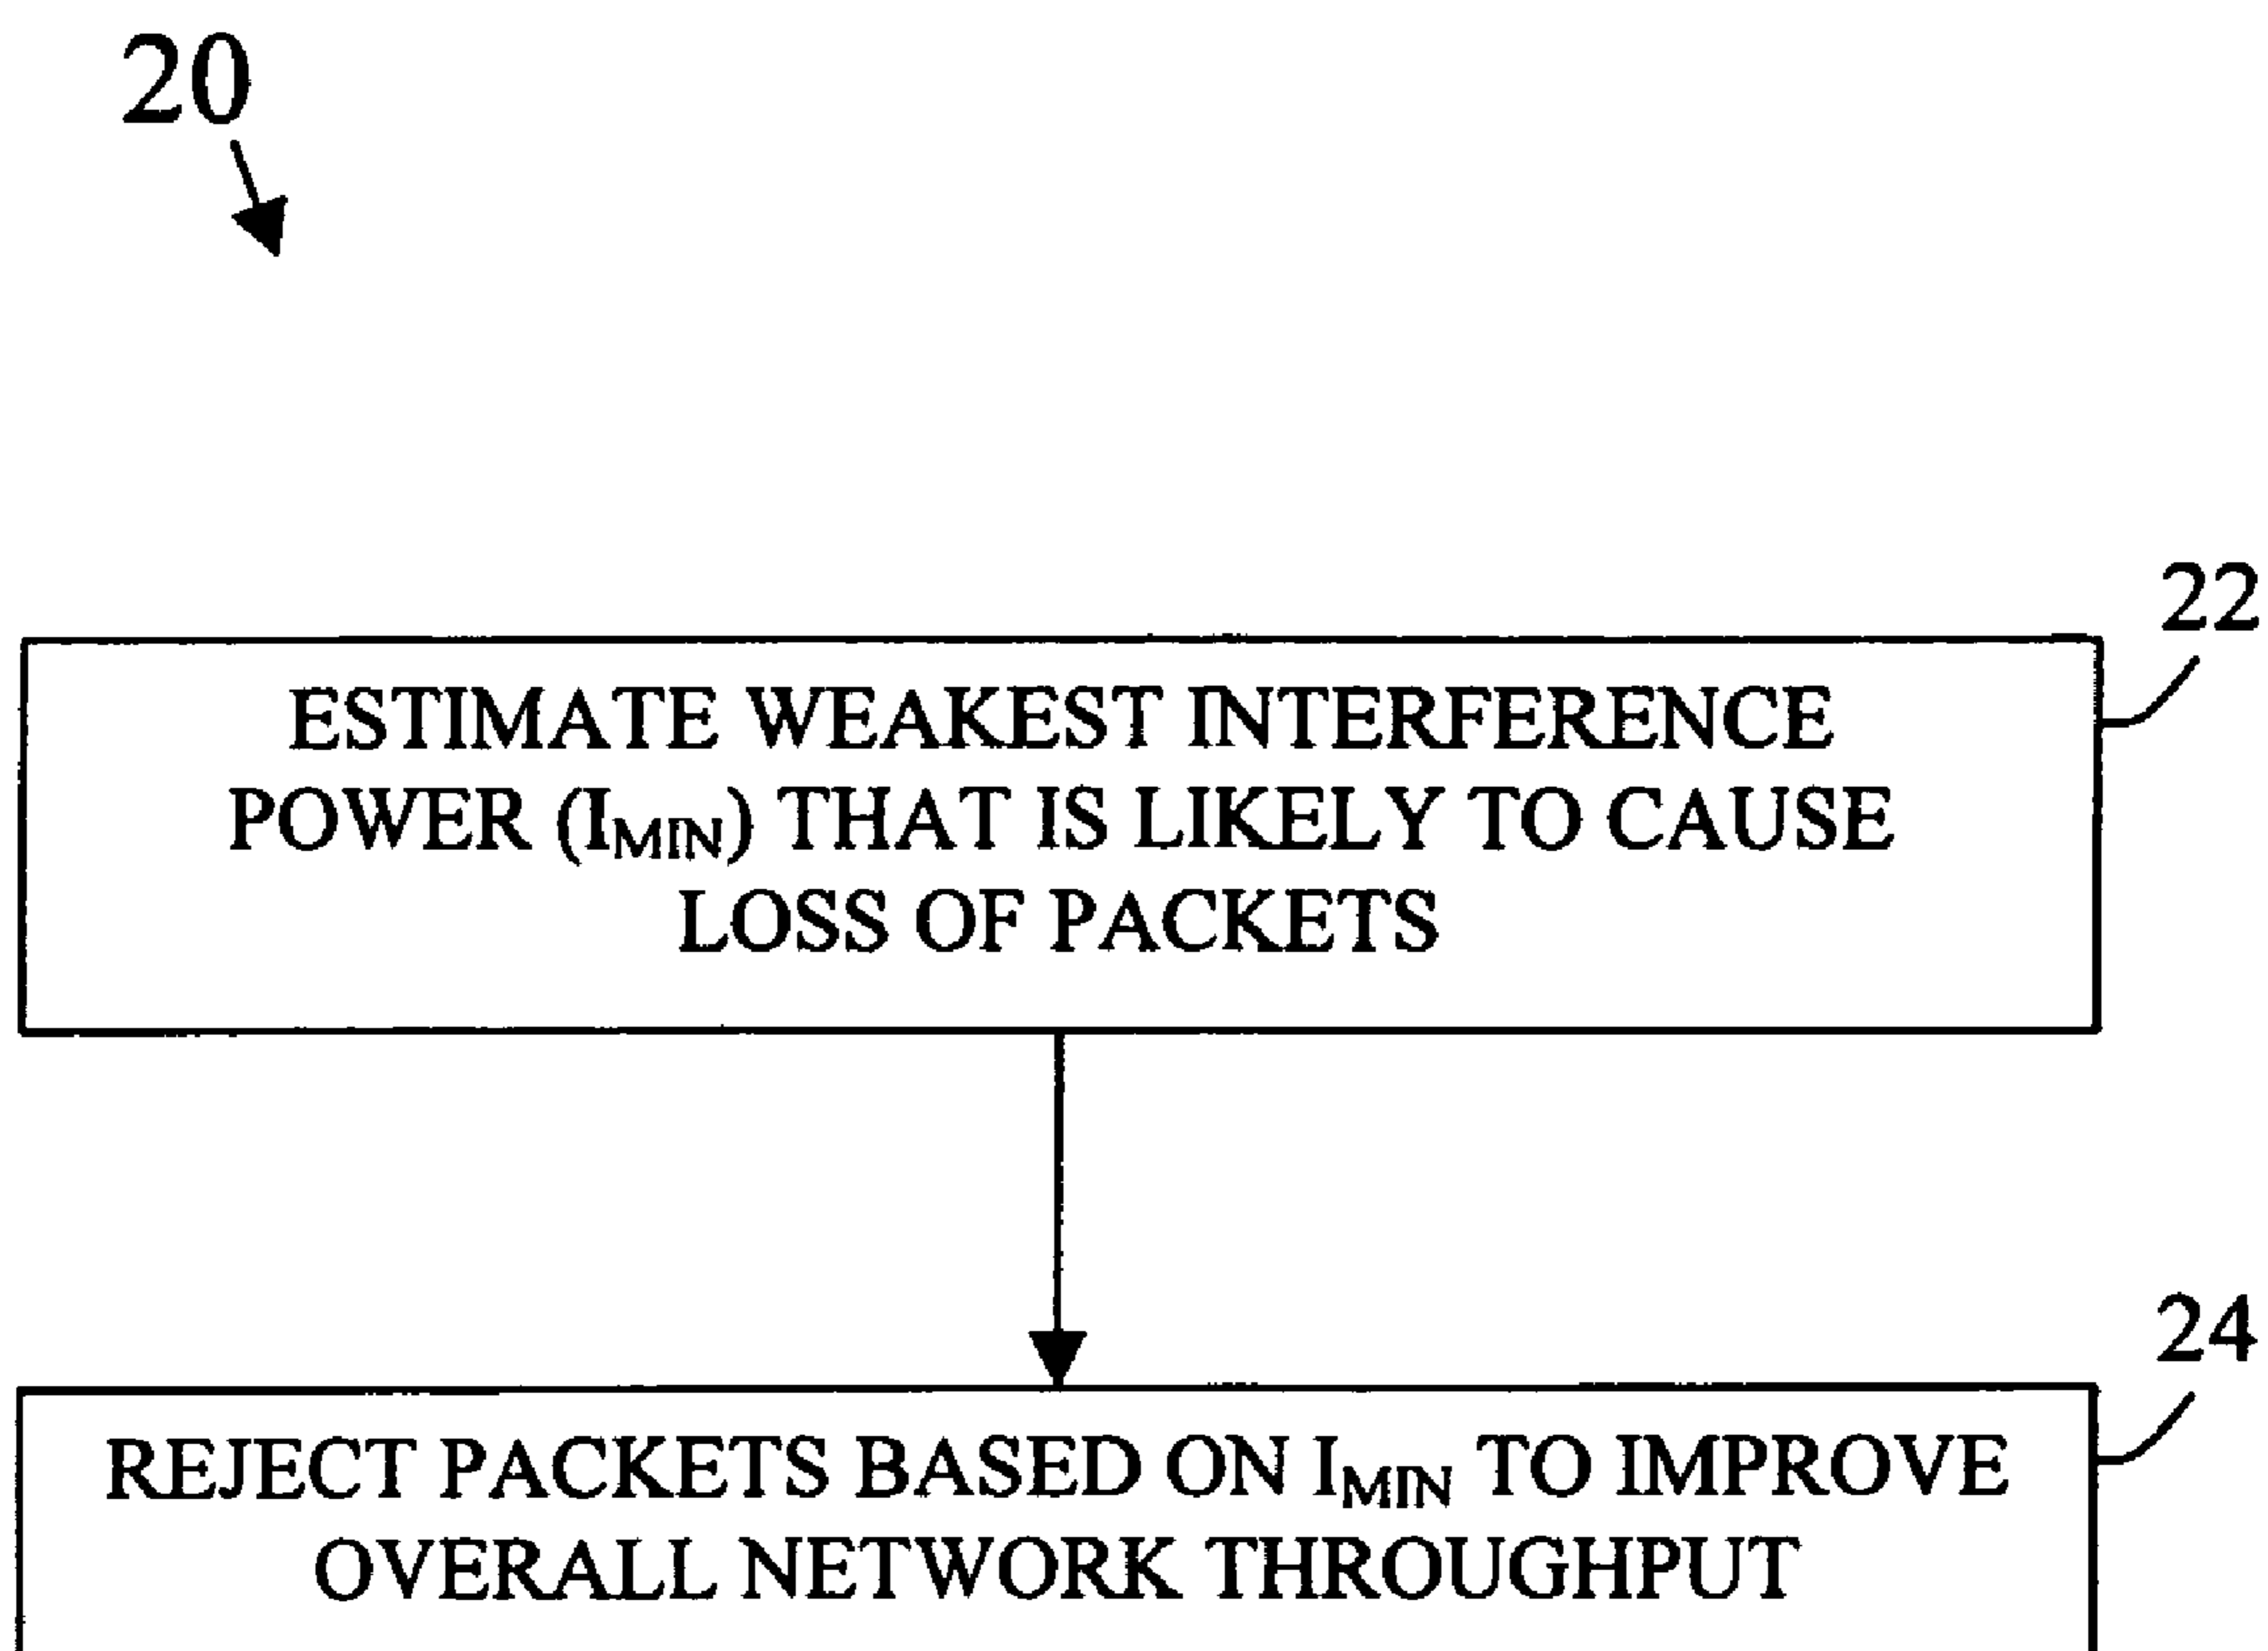 20
22
ESTIMATE WEAKEST INTERFERENCE
POWER (IMIN) THAT IS LIKELY TO CAUSE
LOSS OF PACKETS
24
REJECT PACKETS BASED ON IMIN TO IMPROVE
OVERALL NETWORK THROUGHPUT